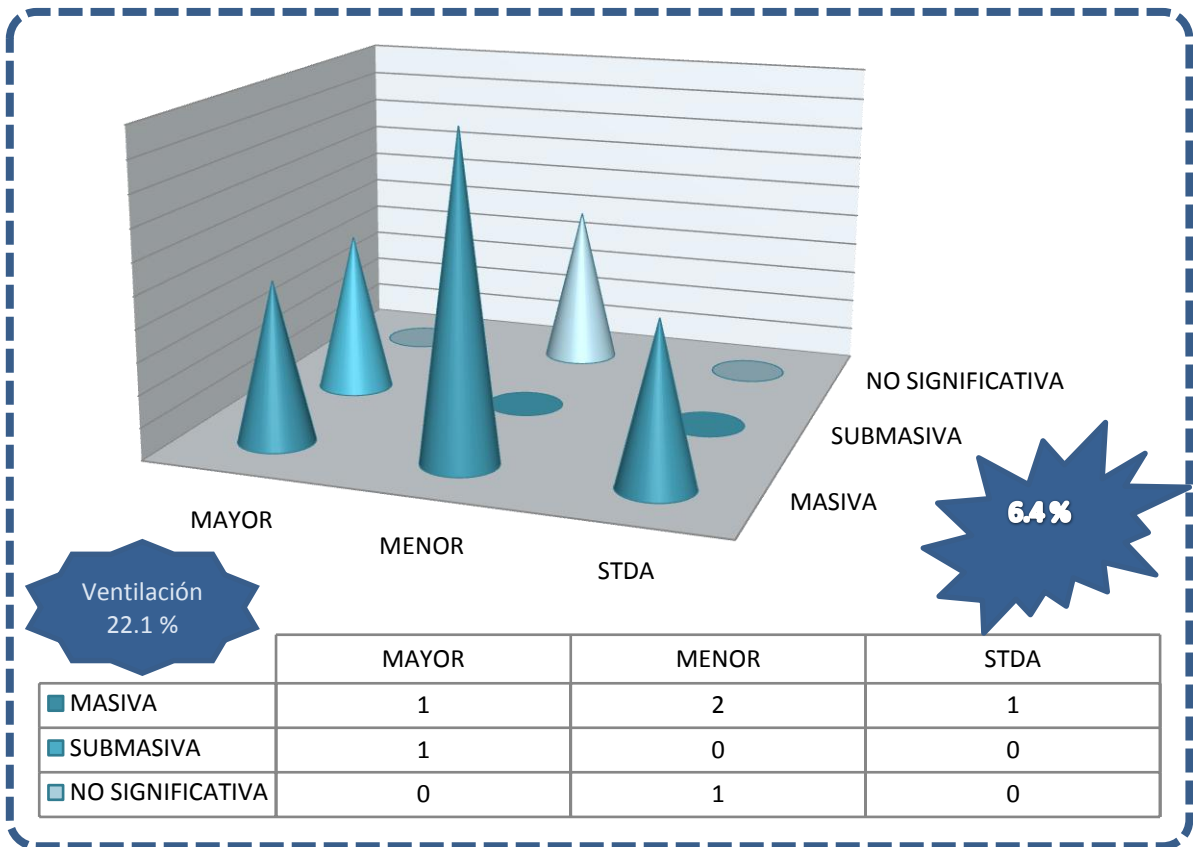 NO SIGNIFICATIVA
SUBMASIVA
MASIVA
MAYOR
MENOR
STDA
6.4 %
Ventilación
22.1 %
MAYOR MENOR STDA
MASIVA 1 2 1
SUBMASIVA 1 0 0
NO SIGNIFICATIVA 0 1 0